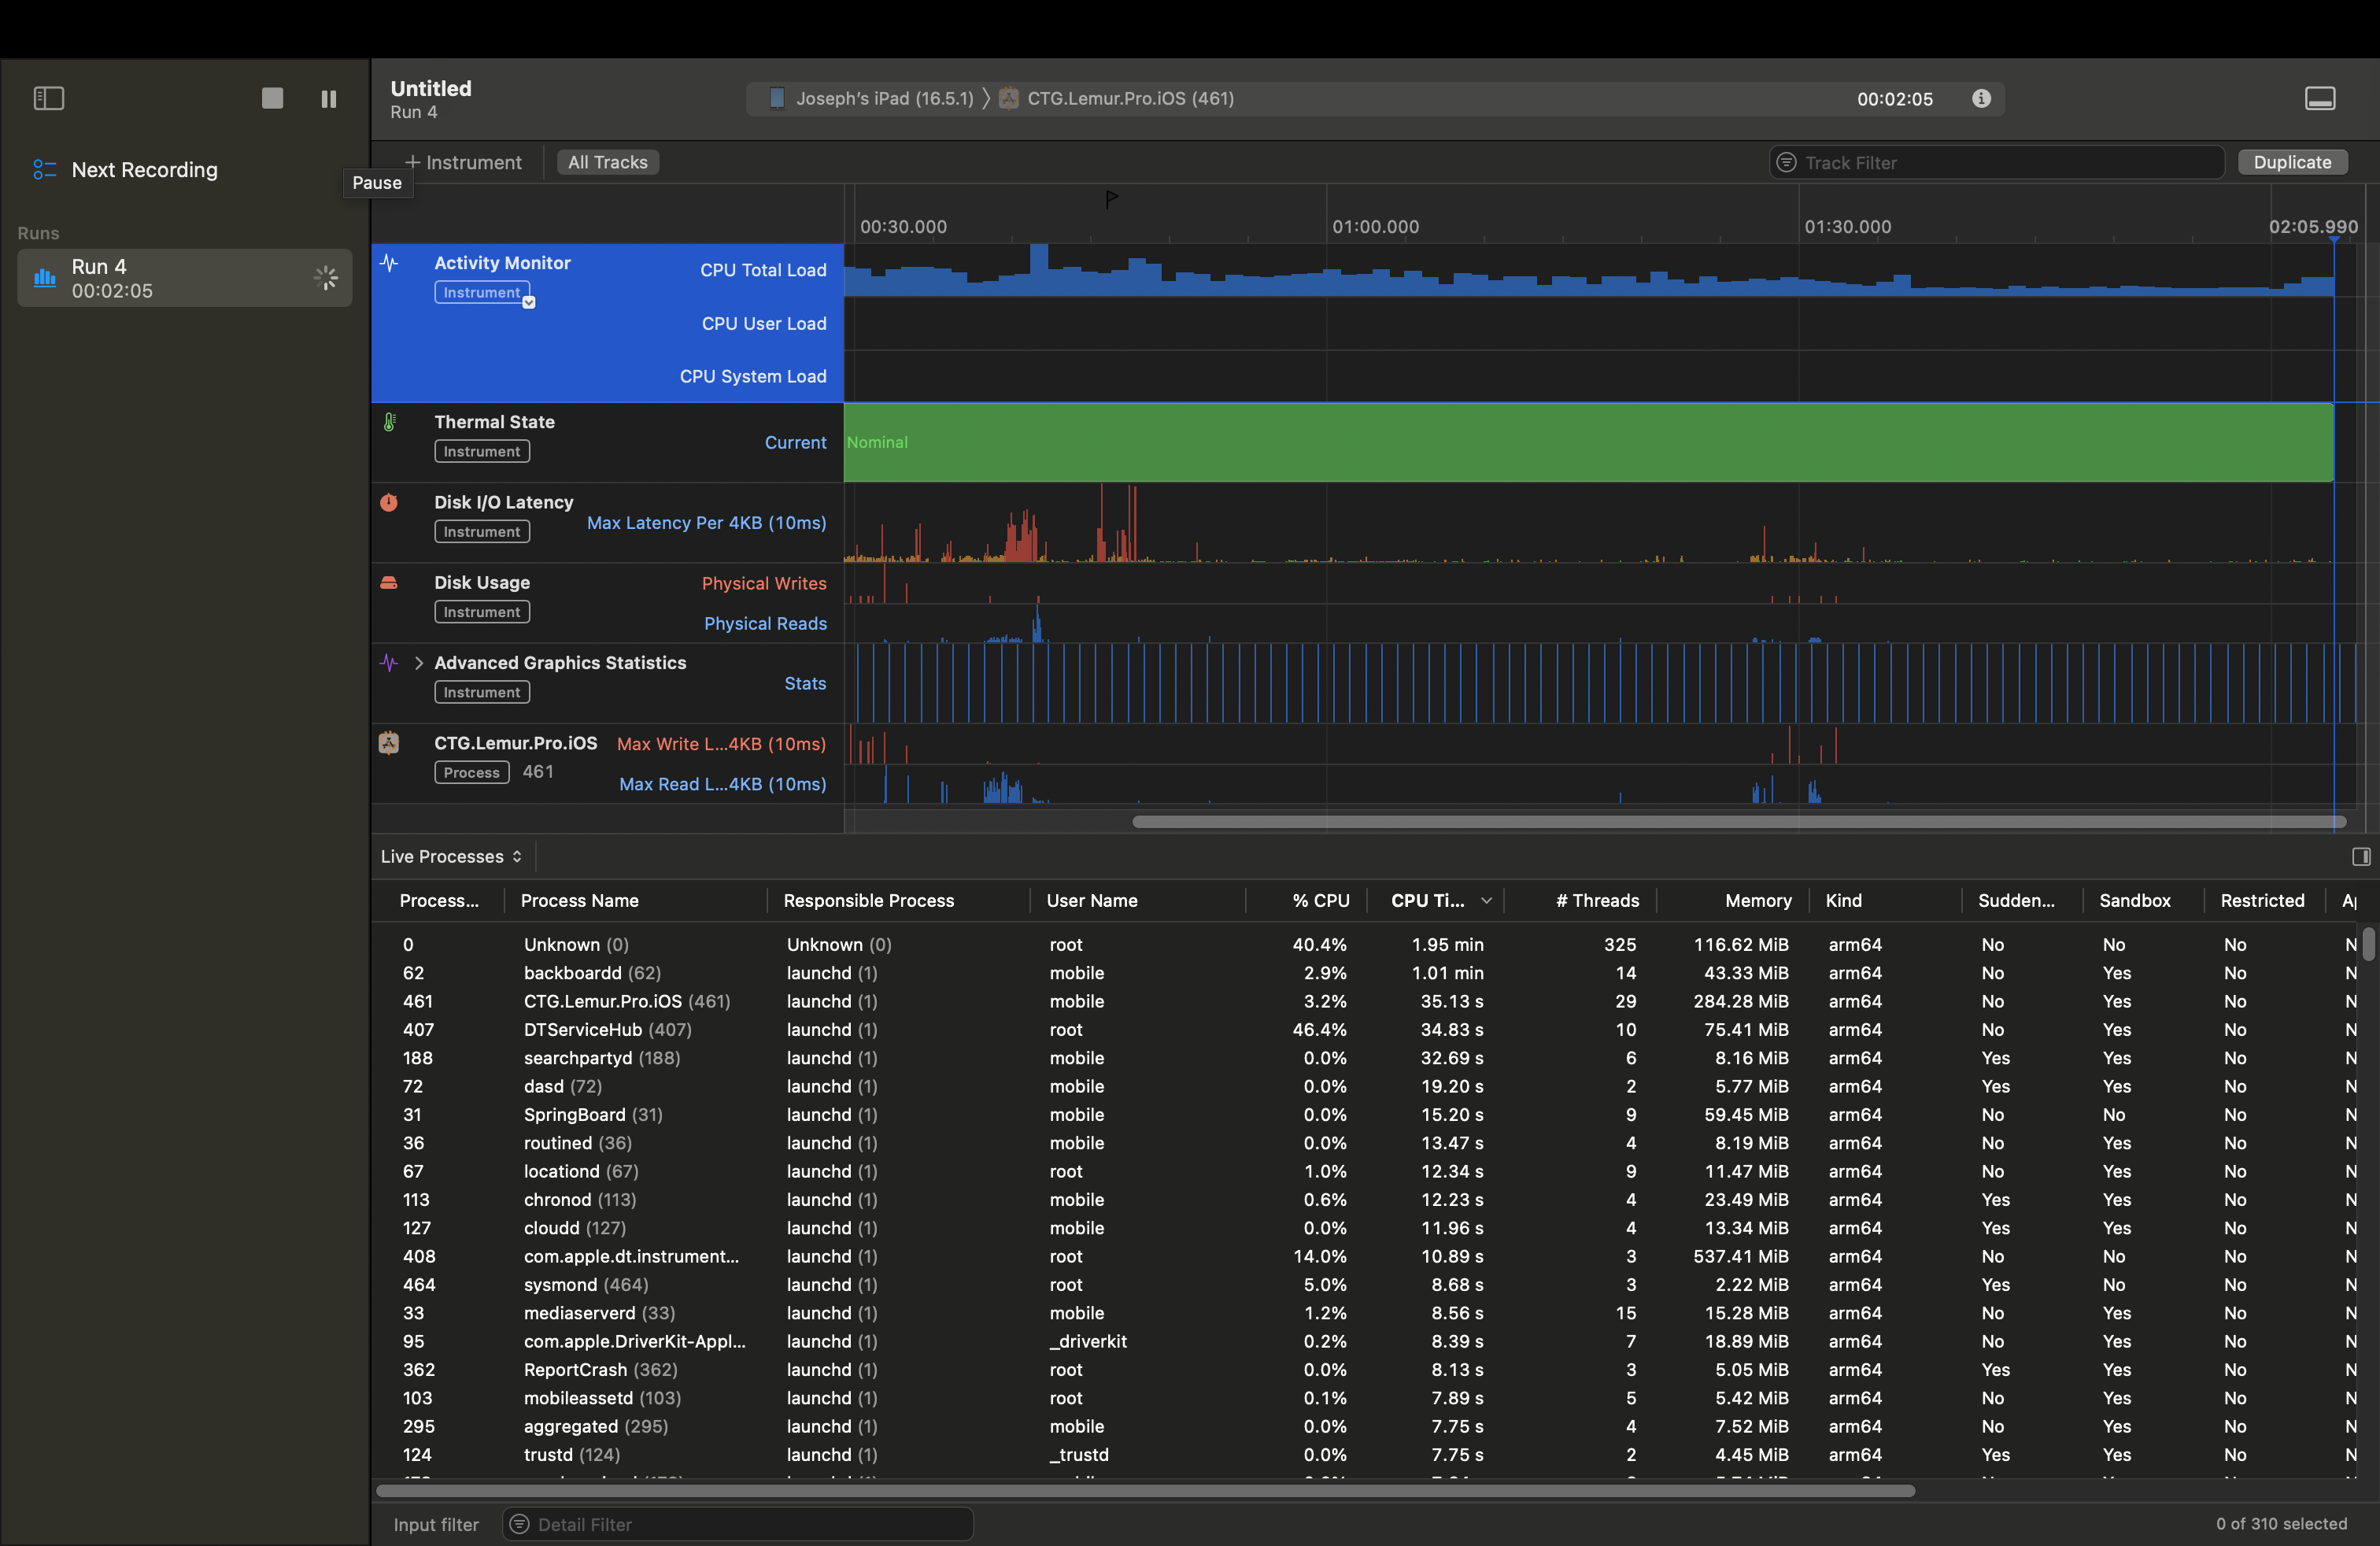 Untitled
Run 4
Joseph's iPad (16.5.1) 〉 CTG.Lemur.Pro.iOS (461)
00:02:05
Next Recording
Pause
Runs
Run 4
00:02:05
+ Instrument
All Tracks
Track Filter
Duplicate
00:30.000 01:00.000 01:30.000 02:05.990
Activity Monitor
Instrument
CPU Total Load
CPU User Load
CPU System Load
Thermal State
Instrument
Current
Nominal
Disk I/O Latency
Instrument
Max Latency Per 4KB (10ms)
Disk Usage
Instrument
Physical Writes
Physical Reads
Advanced Graphics Statistics
Instrument
Stats
CTG.Lemur.Pro.iOS
Process 461
Max Write L...4KB (10ms)
Max Read L...4KB (10ms)
Live Processes
Process... Process Name Responsible Process User Name % CPU CPU Ti... # Threads Memory Kind Sudden... Sandbox Restricted
0 Unknown (0) Unknown (0) root 40.4% 1.95 min 325 116.62 MiB arm64 No No No
62 backboardd (62) launchd (1) mobile 2.9% 1.01 min 14 43.33 MiB arm64 No Yes No
461 CTG.Lemur.Pro.iOS (461) launchd (1) mobile 3.2% 35.13 s 29 284.28 MiB arm64 No Yes No
407 DTServiceHub (407) launchd (1) root 46.4% 34.83 s 10 75.41 MiB arm64 No Yes No
188 searchpartyd (188) launchd (1) mobile 0.0% 32.69 s 6 8.16 MiB arm64 Yes Yes No
72 dasd (72) launchd (1) mobile 0.0% 19.20 s 2 5.77 MiB arm64 Yes Yes No
31 SpringBoard (31) launchd (1) mobile 0.0% 15.20 s 9 59.45 MiB arm64 No No No
36 routined (36) launchd (1) mobile 0.0% 13.47 s 4 8.19 MiB arm64 No Yes No
67 locationd (67) launchd (1) root 1.0% 12.34 s 9 11.47 MiB arm64 No Yes No
113 chronod (113) launchd (1) mobile 0.6% 12.23 s 4 23.49 MiB arm64 Yes Yes No
127 cloudd (127) launchd (1) mobile 0.0% 11.96 s 4 13.34 MiB arm64 Yes Yes No
408 com.apple.dt.instrument... launchd (1) root 14.0% 10.89 s 3 537.41 MiB arm64 No No No
464 sysmond (464) launchd (1) root 5.0% 8.68 s 3 2.22 MiB arm64 Yes No No
33 mediaserverd (33) launchd (1) mobile 1.2% 8.56 s 15 15.28 MiB arm64 No Yes No
95 com.apple.DriverKit-Appl... launchd (1) _driverkit 0.2% 8.39 s 7 18.89 MiB arm64 No Yes No
362 ReportCrash (362) launchd (1) root 0.0% 8.13 s 3 5.05 MiB arm64 Yes Yes No
103 mobileassetd (103) launchd (1) root 0.1% 7.89 s 5 5.42 MiB arm64 No Yes No
295 aggregated (295) launchd (1) mobile 0.0% 7.75 s 4 7.52 MiB arm64 No Yes No
124 trustd (124) launchd (1) _trustd 0.0% 7.75 s 2 4.45 MiB arm64 Yes Yes No
Input filter
Detail Filter
0 of 310 selected